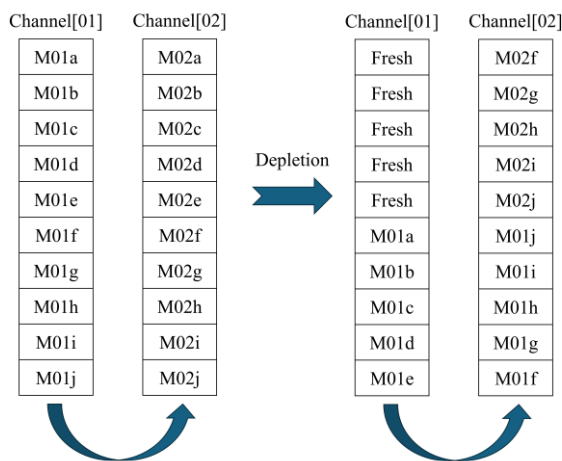 Channel[01] Channel[02] Channel[01] Channel[02]
M01a M02a Fresh M02f
M01b M02b Fresh M02g
M01c M02c Fresh M02h
M01d M02d Fresh M02i
Depletion
M01e M02e Fresh M02j
M01f M02f M01a M01j
M01g M02g M01b M01i
M01h M02h M01c M01h
M01i M02i M01d M01g
M01j M02j M01e M01f